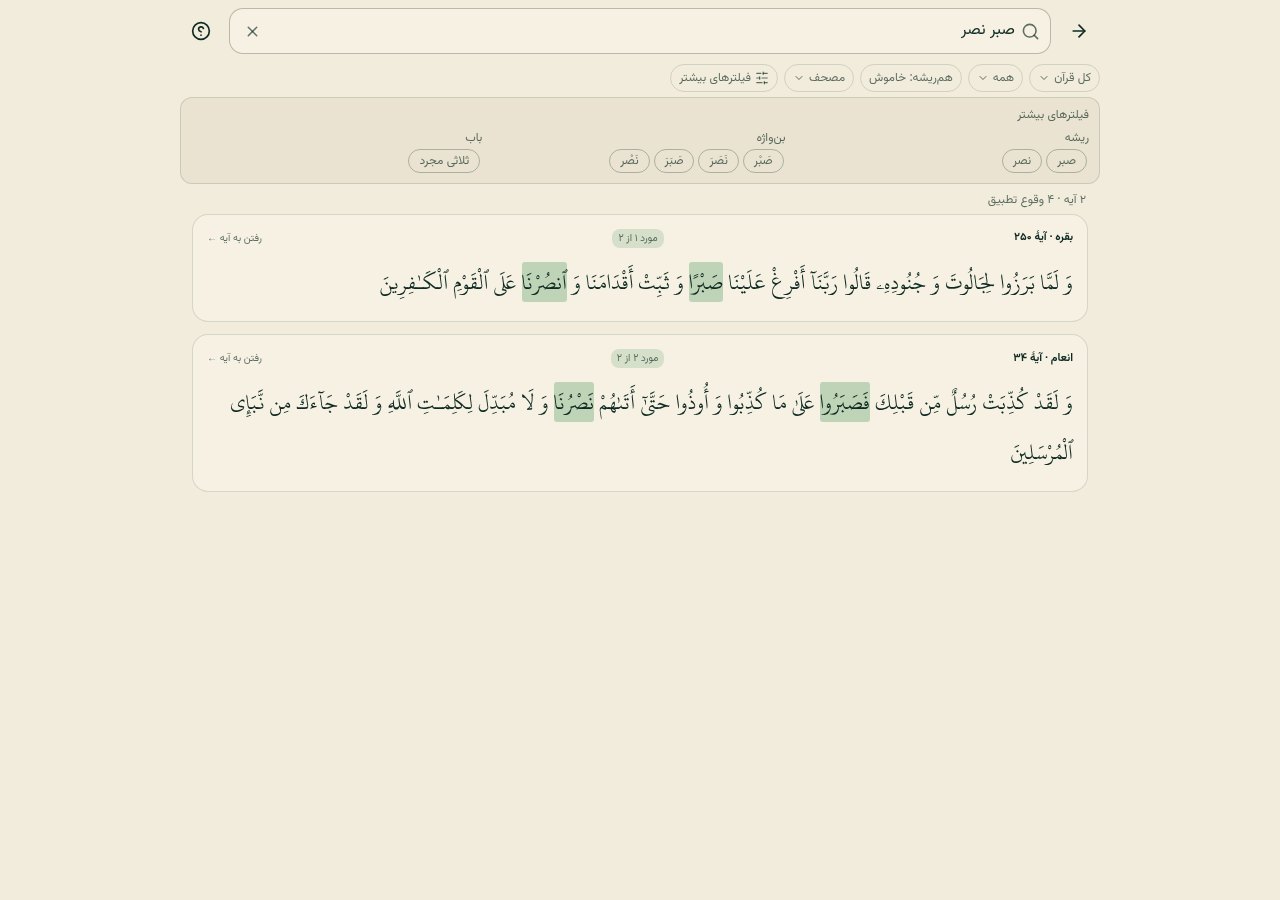 صبر نصر
کل قرآن همه هم‌ریشه: خاموش مصحف فیلترهای بیشتر
فیلترهای بیشتر
ریشه بن‌واژه باب
صبر نصر صَبْر نَصَرَ صَبَرَ نَصْر ثلاثی مجرد
۲ آیه · ۴ وقوع تطبیق
بقره · آیهٔ ۲۵۰ مورد ۱ از ۲ رفتن به آیه ←
وَ لَمَّا بَرَزُوا لِجَالُوتَ وَ جُنُودِهِۦ قَالُوا رَبَّنَآ أَفْرِغْ عَلَيْنَا صَبْرًا وَ ثَبِّتْ أَقْدَامَنَا وَ ٱنصُرْنَا عَلَى ٱلْقَوْمِ ٱلْكَـٰفِرِينَ
انعام · آیهٔ ۳۴ مورد ۲ از ۲ رفتن به آیه ←
وَ لَقَدْ كُذِّبَتْ رُسُلٌ مِّن قَبْلِكَ فَصَبَرُوا عَلَىٰ مَا كُذِّبُوا وَ أُوذُوا حَتَّىٰٓ أَتَىٰهُمْ نَصْرُنَا وَ لَا مُبَدِّلَ لِكَلِمَـٰتِ ٱللَّهِ وَ لَقَدْ جَآءَكَ مِن نَّبَإِى
ٱلْمُرْسَلِينَ